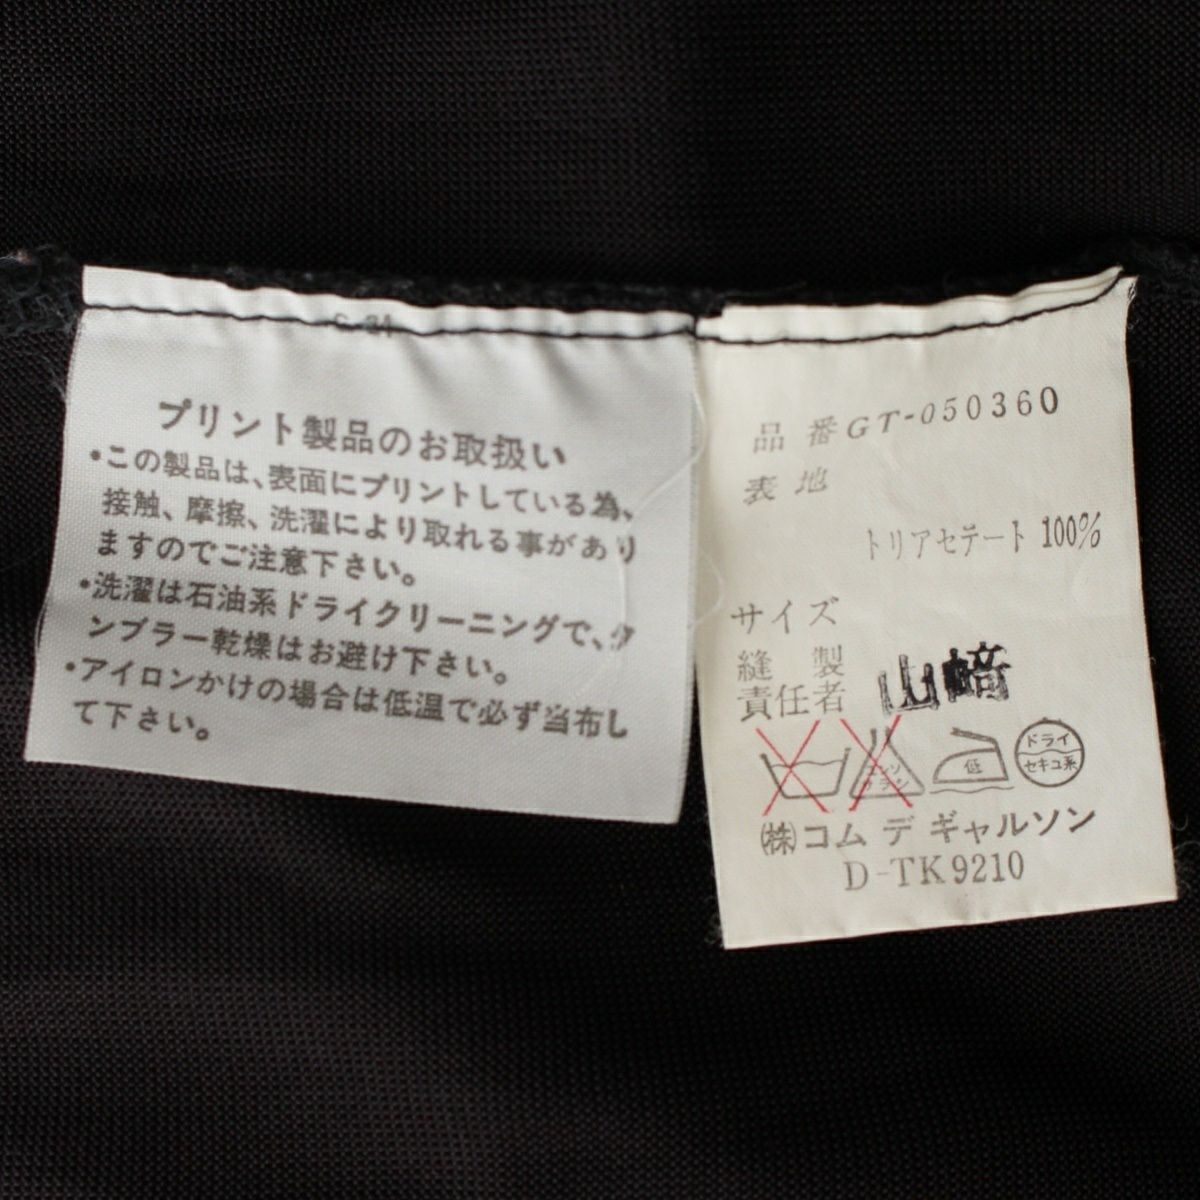 プリント製品のお取扱い
•この製品は、表面にプリントしている為、
接触、摩擦、洗濯により取れる事があり
ますのでご注意下さい。
•洗濯は石油系ドライクリーニングで、タ
ンブラー乾燥はお避け下さい。
•アイロンかけの場合は低温で必ず当布し
て下さい。
品 番 GT-050360
表 地
トリアセテート 100%
サイズ
縫 製
責任者 山﨑
エンソ
サラシ
低
ドライ
セキユ系
㈱コム デ ギャルソン
D-TK9210